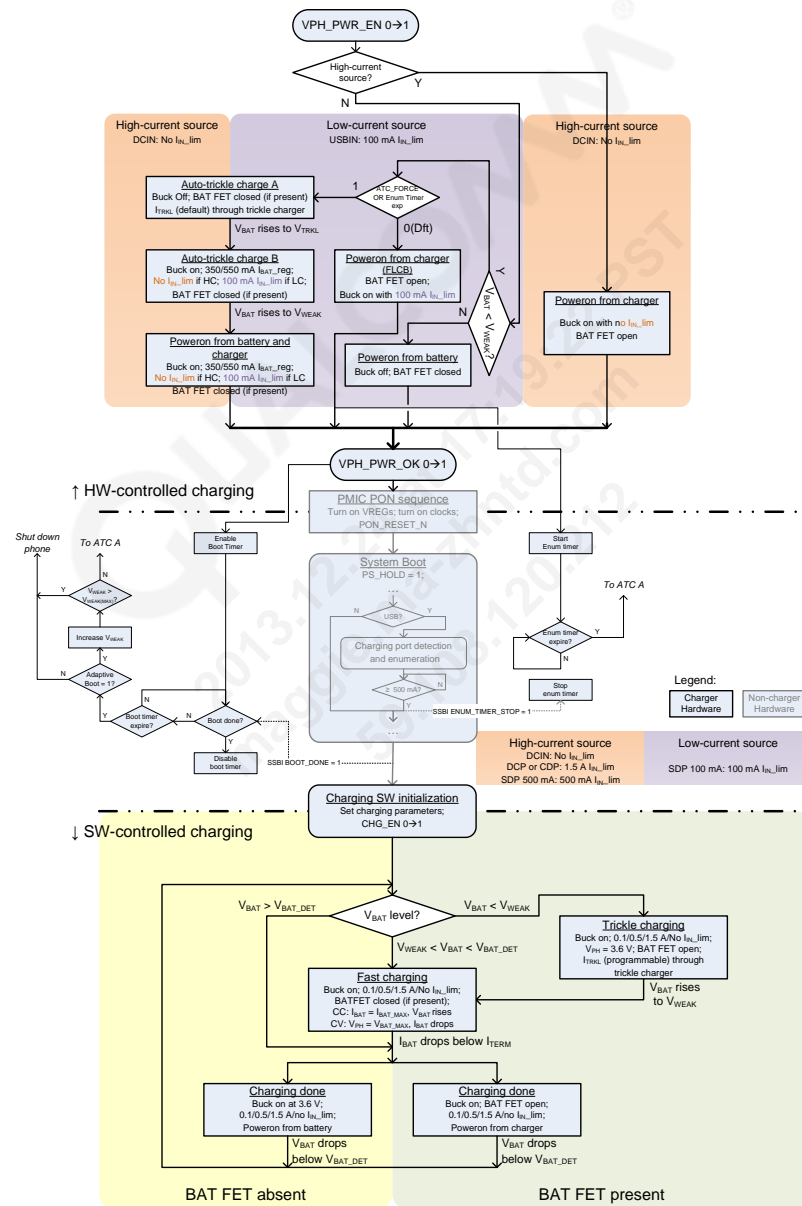 VPH_PWR_EN 0→1
High-current
source?
Y
N
High-current source
DCIN: No IIN_lim
Low-current source
USBIN: 100 mA IIN_lim
High-current source
DCIN: No IIN_lim
Auto-trickle charge A
Buck Off; BAT FET closed (if present)
ITRKL (default) through trickle charger
1
ATC_FORCE
OR Enum Timer
exp
0(Dft)
VBAT rises to VTRKL
Auto-trickle charge B
Buck on; 350/550 mA IBAT_reg;
No IIN_lim if HC; 100 mA IIN_lim if LC;
BAT FET closed (if present)
Poweron from charger
(FLCB)
BAT FET open;
Buck on with 100 mA IIN_lim
Y
VBAT < VWEAK?
N
Poweron from charger
Buck on with no IIN_lim
BAT FET open
VBAT rises to VWEAK
Poweron from battery and
charger
Buck on; 350/550 mA IBAT_reg;
No IIN_lim if HC; 100 mA IIN_lim if LC
BAT FET closed (if present)
Poweron from battery
Buck off; BAT FET closed
VPH_PWR_OK 0→1
↑ HW-controlled charging
PMIC PON sequence
Turn on VREGs; turn on clocks;
PON_RESET_N
Shut down
phone
To ATC A
Enable
Boot Timer
Start
Enum timer
System Boot
PS_HOLD = 1;
...
N
Y
VWEAK >
VWEAK(MAX)?
N
USB?
Y
To ATC A
Increase VWEAK
Charging port detection
and enumeration
Enum timer
expire?
Y
N
Y
N
Adaptive
Boot = 1?
≥ 500 mA?
N
Y
Stop
enum timer
Legend:
Charger
Hardware
Non-charger
Hardware
Y
Boot timer
expire?
N
N
Boot done?
Y
...
SSBI ENUM_TIMER_STOP = 1
Disable
boot timer
SSBI BOOT_DONE = 1
High-current source
DCIN: No IIN_lim
DCP or CDP: 1.5 A IIN_lim
SDP 500 mA: 500 mA IIN_lim
Low-current source
SDP 100 mA: 100 mA IIN_lim
Charging SW initialization
Set charging parameters;
CHG_EN 0→1
↓ SW-controlled charging
VBAT > VBAT_DET
VBAT level?
VBAT < VWEAK
VWEAK < VBAT < VBAT_DET
Trickle charging
Buck on; 0.1/0.5/1.5 A/No IIN_lim;
VPH = 3.6 V; BAT FET open;
ITRKL (programmable) through
trickle charger
Fast charging
Buck on; 0.1/0.5/1.5 A/No IIN_lim;
BATFET closed (if present);
CC: IBAT = IBAT_MAX, VBAT rises
CV: VPH = VBAT_MAX, IBAT drops
VBAT rises
to VWEAK
IBAT drops below ITERM
Charging done
Buck on at 3.6 V;
0.1/0.5/1.5 A/no IIN_lim;
Poweron from battery
Charging done
Buck on; BAT FET open;
0.1/0.5/1.5 A/no IIN_lim;
Poweron from charger
VBAT drops
below VBAT_DET
VBAT drops
below VBAT_DET
BAT FET absent
BAT FET present
QUALCOMM